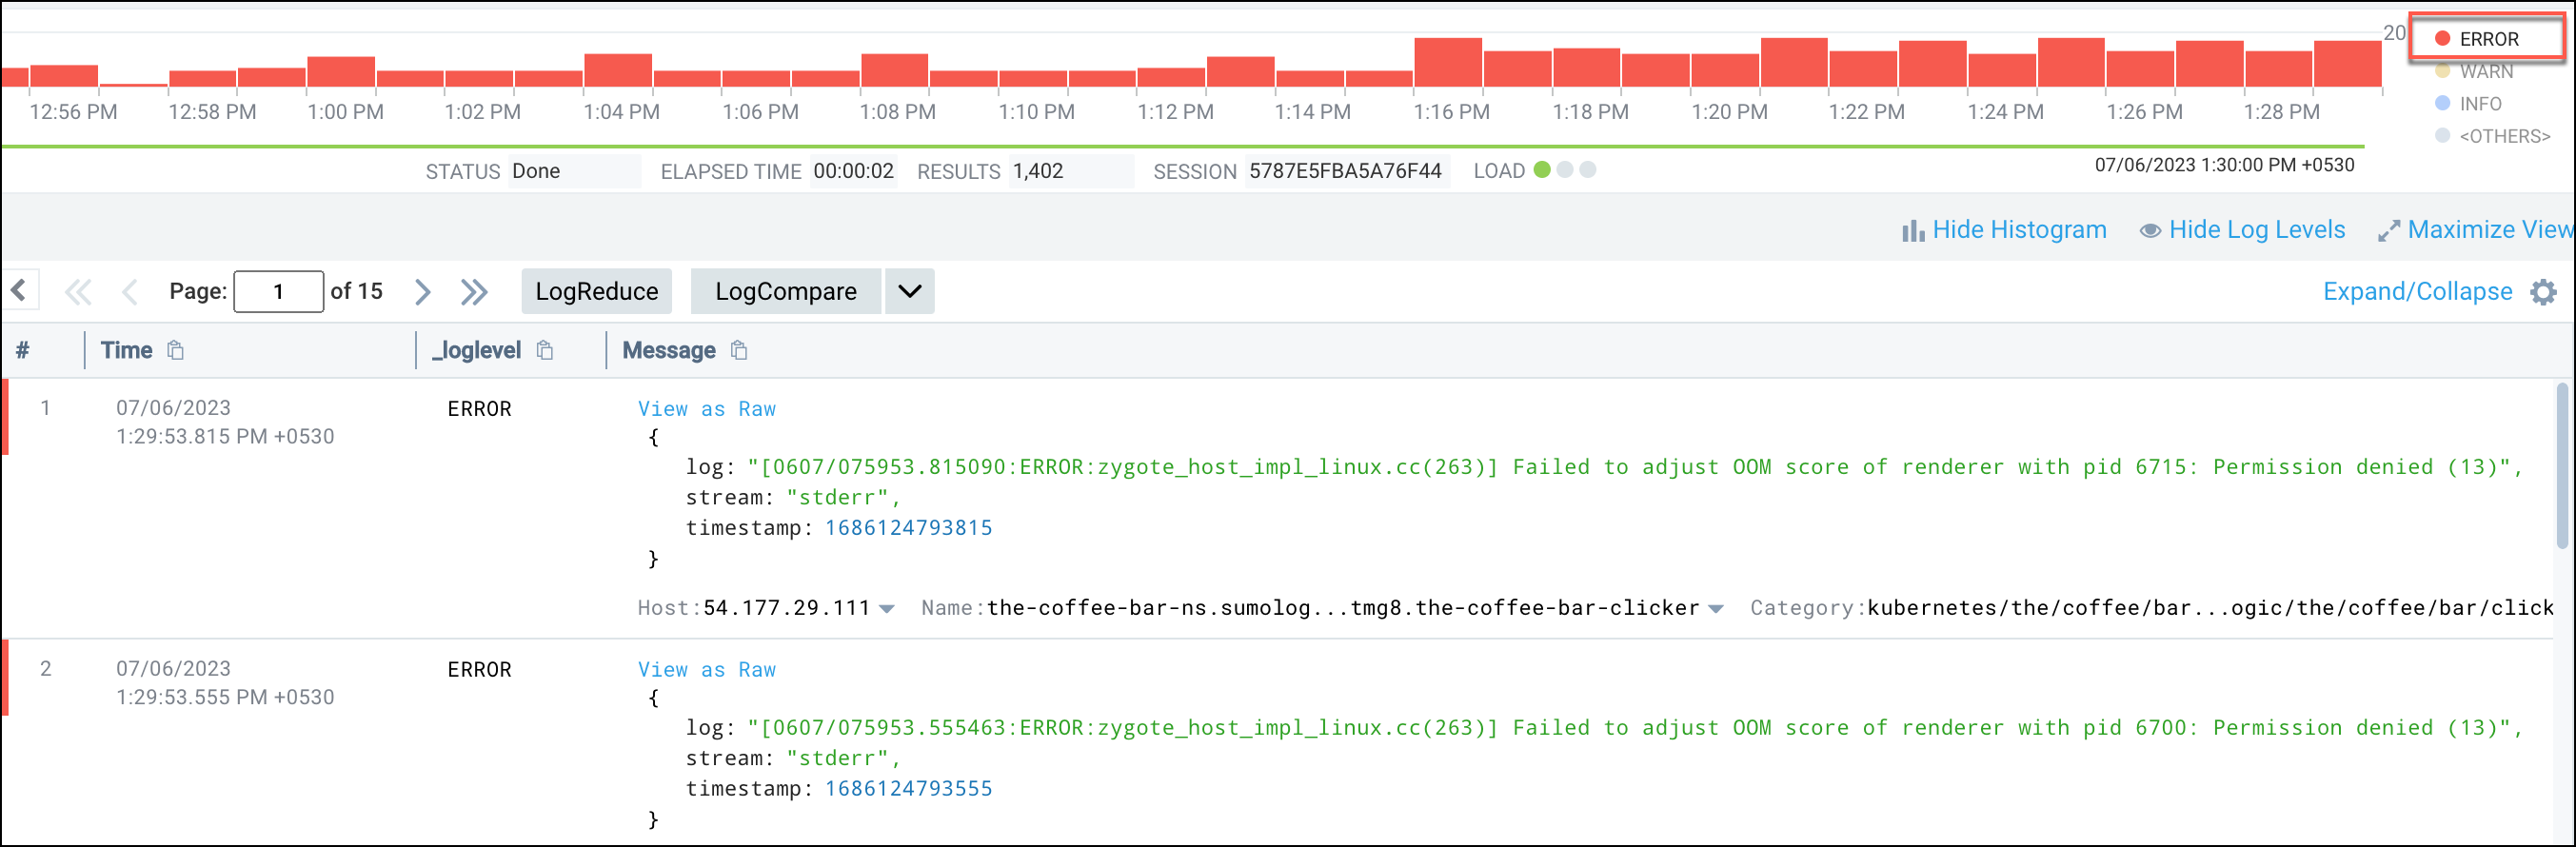 20
ERROR
WARN
INFO
<OTHERS>
12:56 PM 12:58 PM 1:00 PM 1:02 PM 1:04 PM 1:06 PM 1:08 PM 1:10 PM 1:12 PM 1:14 PM 1:16 PM 1:18 PM 1:20 PM 1:22 PM 1:24 PM 1:26 PM 1:28 PM
STATUS Done ELAPSED TIME 00:00:02 RESULTS 1,402 SESSION 5787E5FBA5A76F44 LOAD 07/06/2023 1:30:00 PM +0530
Hide Histogram Hide Log Levels Maximize View
Page: 1 of 15 LogReduce LogCompare Expand/Collapse
# Time _loglevel Message
1 07/06/2023 ERROR View as Raw
1:29:53.815 PM +0530 {
log: "[0607/075953.815090:ERROR:zygote_host_impl_linux.cc(263)] Failed to adjust OOM score of renderer with pid 6715: Permission denied (13)",
stream: "stderr",
timestamp: 1686124793815
}
Host:54.177.29.111 Name:the-coffee-bar-ns.sumolog...tmg8.the-coffee-bar-clicker Category:kubernetes/the/coffee/bar...ogic/the/coffee/bar/click
2 07/06/2023 ERROR View as Raw
1:29:53.555 PM +0530 {
log: "[0607/075953.555463:ERROR:zygote_host_impl_linux.cc(263)] Failed to adjust OOM score of renderer with pid 6700: Permission denied (13)",
stream: "stderr",
timestamp: 1686124793555
}